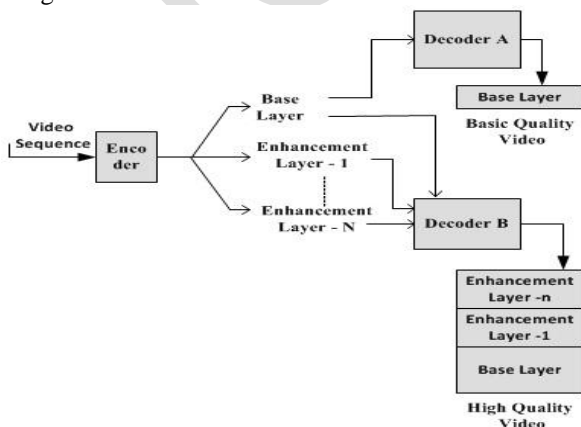 Decoder A
Base Layer
Basic Quality
Video
Video
Sequence
Enco
der
Base
Layer
Enhancement
Layer - 1
Enhancement
Layer - N
Decoder B
Enhancement
Layer -n
Enhancement
Layer -1
Base Layer
High Quality
Video